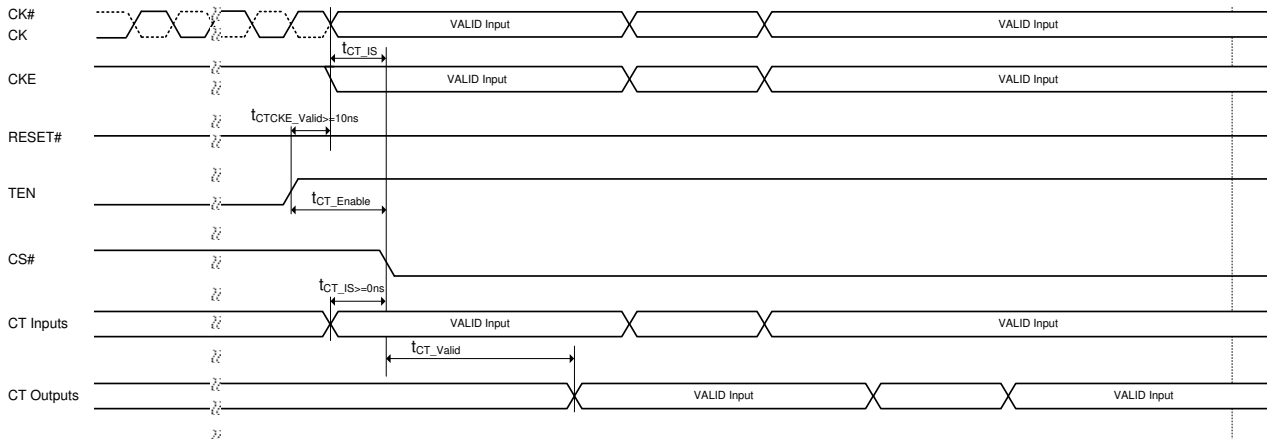 CK#
CK
VALID Input VALID Input
tCT_IS
CKE
VALID Input VALID Input
tCTCKE_Valid>=10ns
RESET#
TEN
tCT_Enable
CS#
tCT_IS>=0ns
CT Inputs
VALID Input VALID Input
tCT_Valid
CT Outputs
VALID Input VALID Input